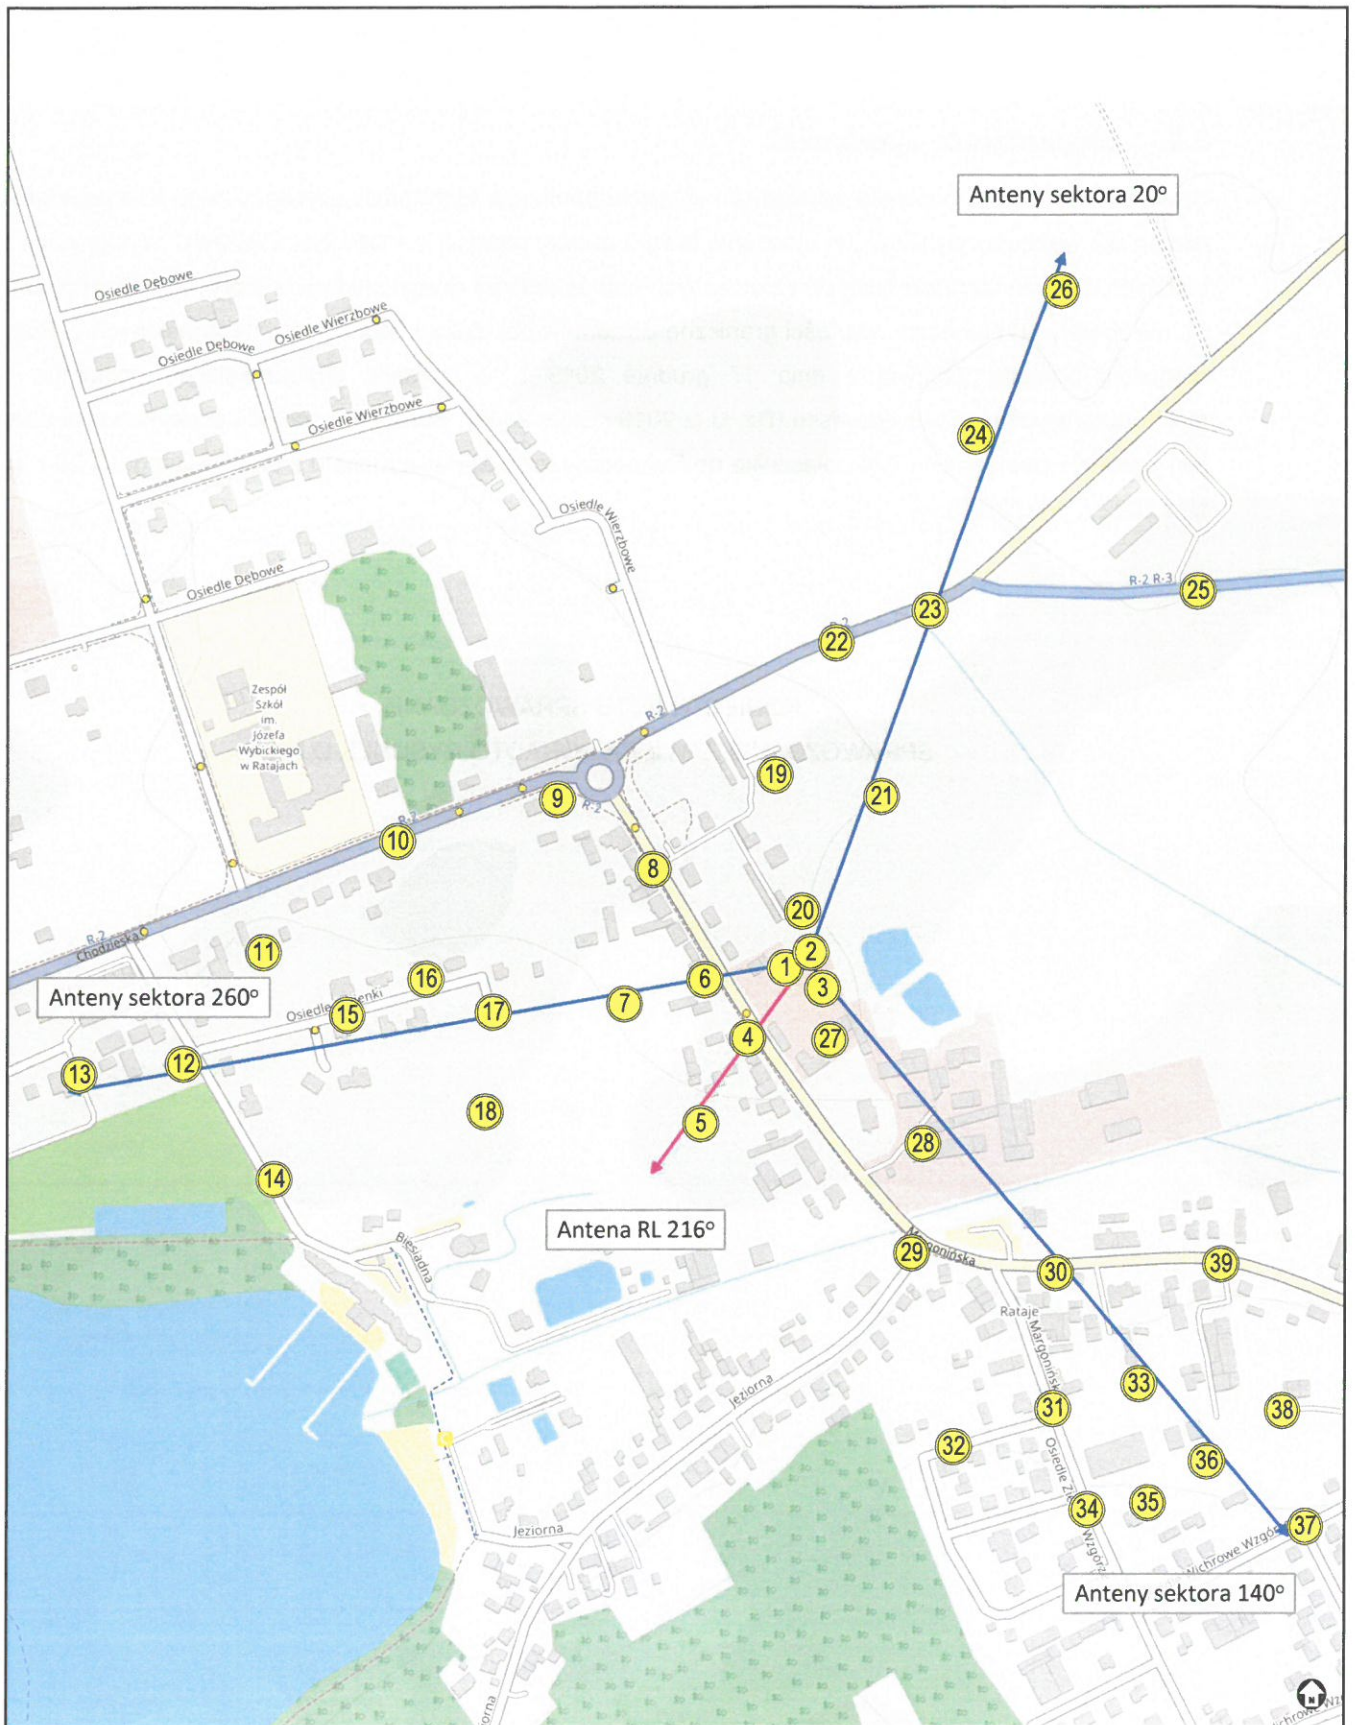 Anteny sektora 20°
26
Osiedle Dębowe
Osiedle Wierzbowe
Osiedle Dębowe
Osiedle Wierzbowe
24
Osiedle Wierzbowe
Osiedle Dębowe
R-2 R-3
25
23
R-2
22
Zespół
Szkół
im.
Józefa
Wybickiego
w Ratajach
R-2
19
21
9
R-2
R-2
10
8
20
R-2
Chodzieska
11
2
1
3
6
16
Anteny sektora 260°
7
17
15
Osiedle
4
27
12
13
18
5
28
14
Antena RL 216°
Biesiadna
29
30
39
Rataje
33
Jeziorna
31
38
32
36
35
34
Jeziorna
37
Wichrowe Wzgórza
Anteny sektora 140°
N